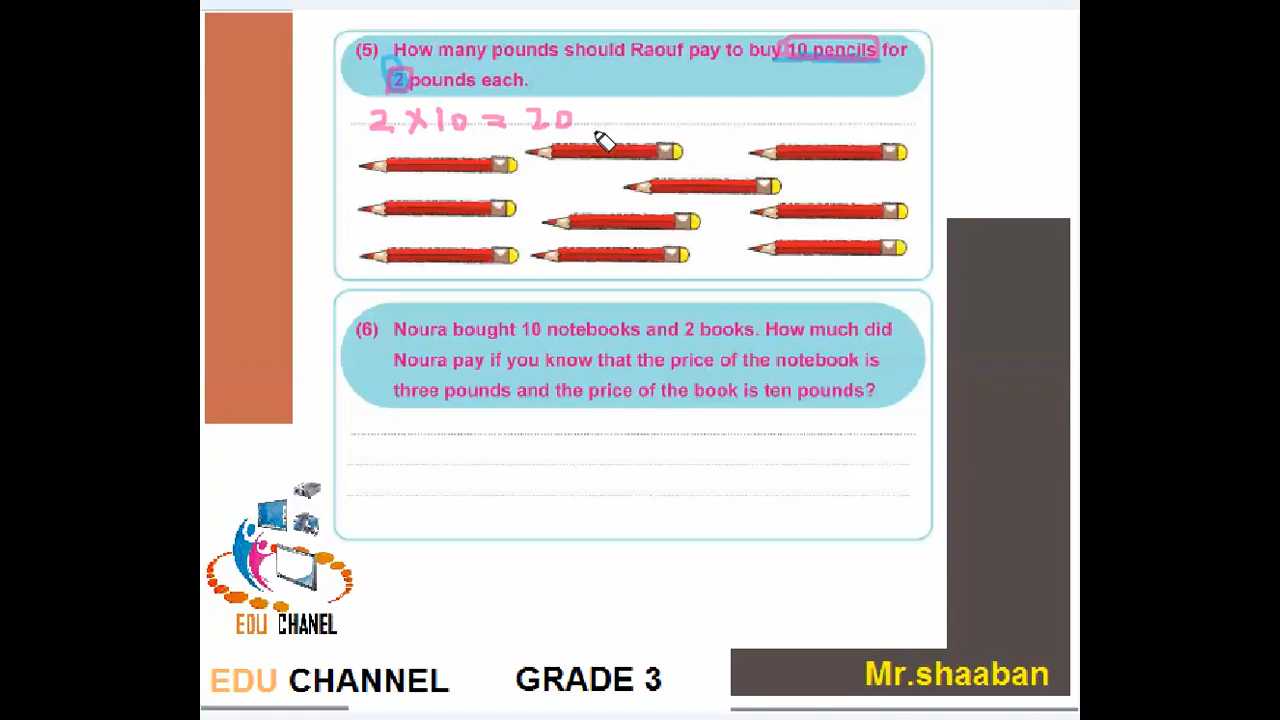 (5) How many pounds should Raouf pay to buy 10 pencils for
2 pounds each.
2 × 10 = 20
(6) Noura bought 10 notebooks and 2 books. How much did
Noura pay if you know that the price of the notebook is
three pounds and the price of the book is ten pounds?
EDU CHANEL
EDU CHANNEL
GRADE 3
Mr.shaaban